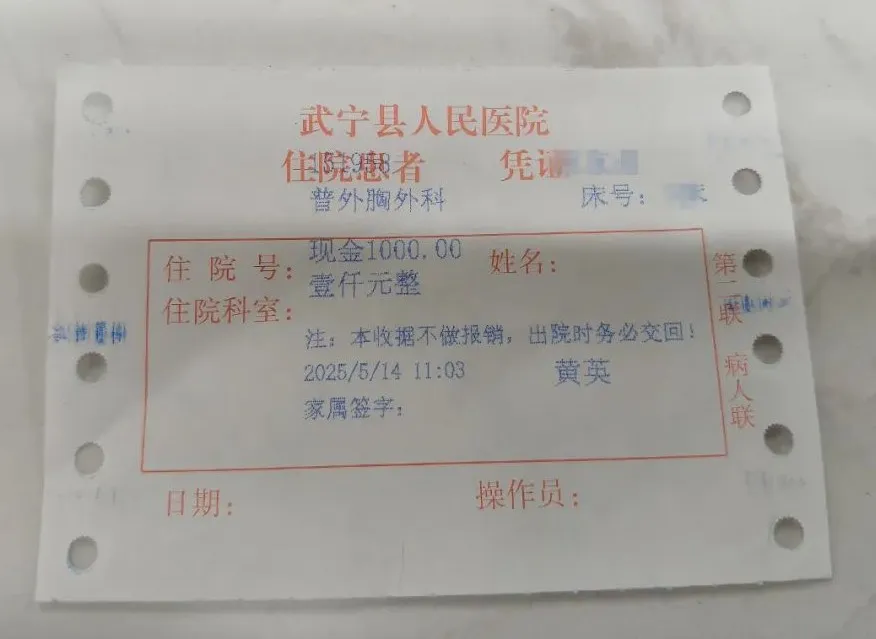 武宁县人民医院
住院患者 凭证
普外胸外科 床号：
现金1000.00
住 院 号： 姓名：
壹仟元整
住院科室：
注：本收据不做报销，出院时务必交回！
2025/5/14 11:03 黄英
家属签字：
日期： 操作员：
第二联 病人联